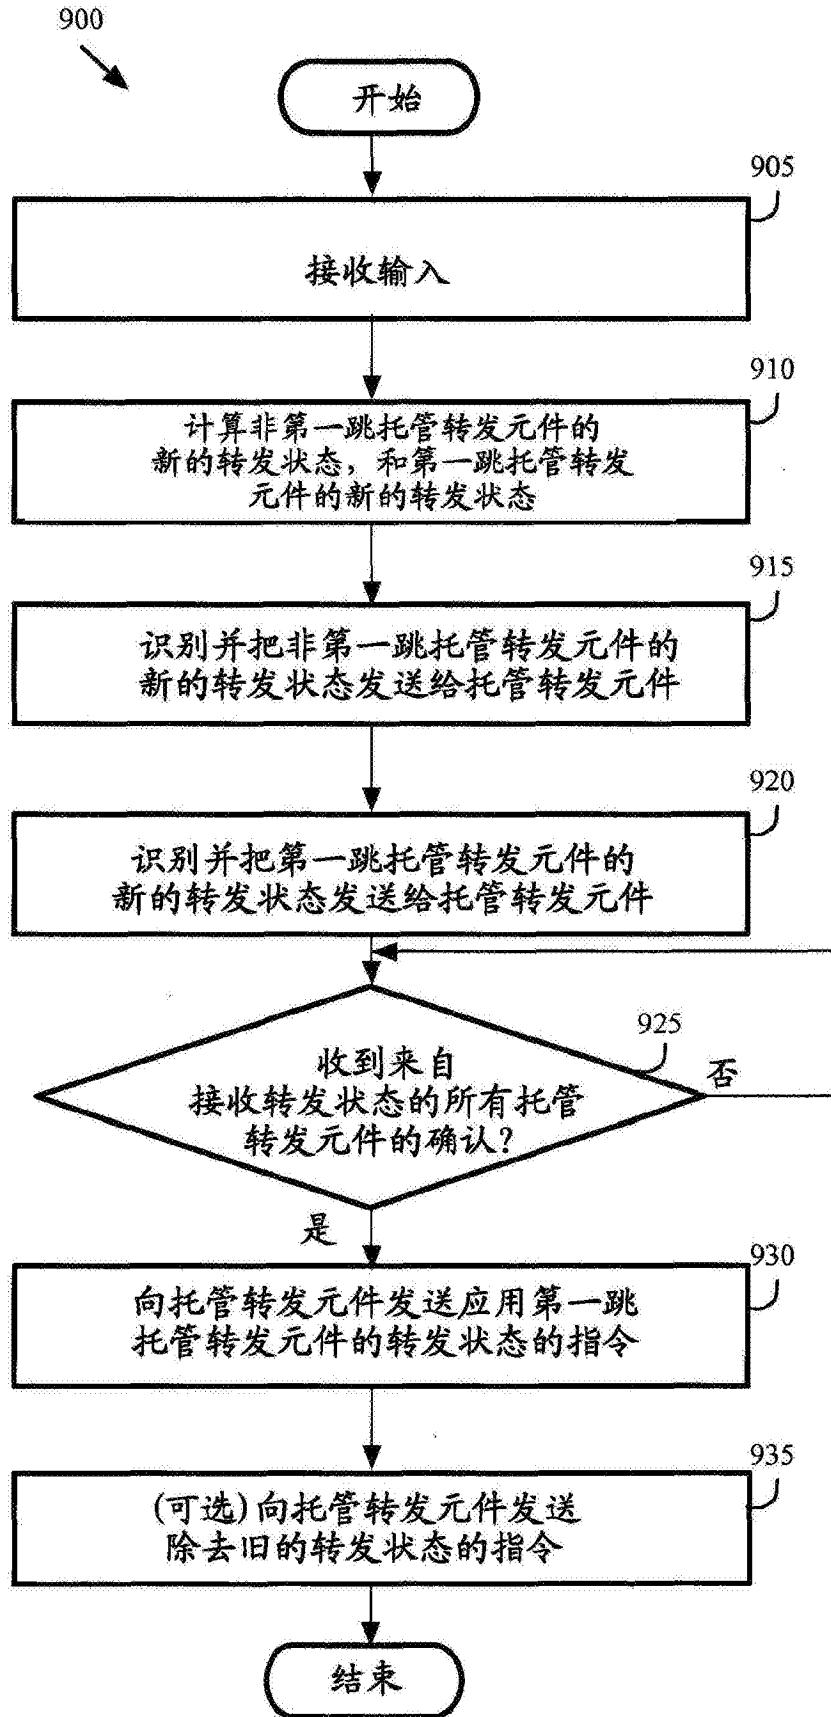 900
开始
905
接收输入
910
计算非第一跳托管转发元件的
新的转发状态，和第一跳托管转发
元件的新的转发状态
915
识别并把非第一跳托管转发元件的
新的转发状态发送给托管转发元件
920
识别并把第一跳托管转发元件的
新的转发状态发送给托管转发元件
925
收到来自
接收转发状态的所有托管
转发元件的确认？
否
是
930
向托管转发元件发送应用第一跳
托管转发元件的转发状态的指令
935
(可选)向托管转发元件发送
除去旧的转发状态的指令
结束